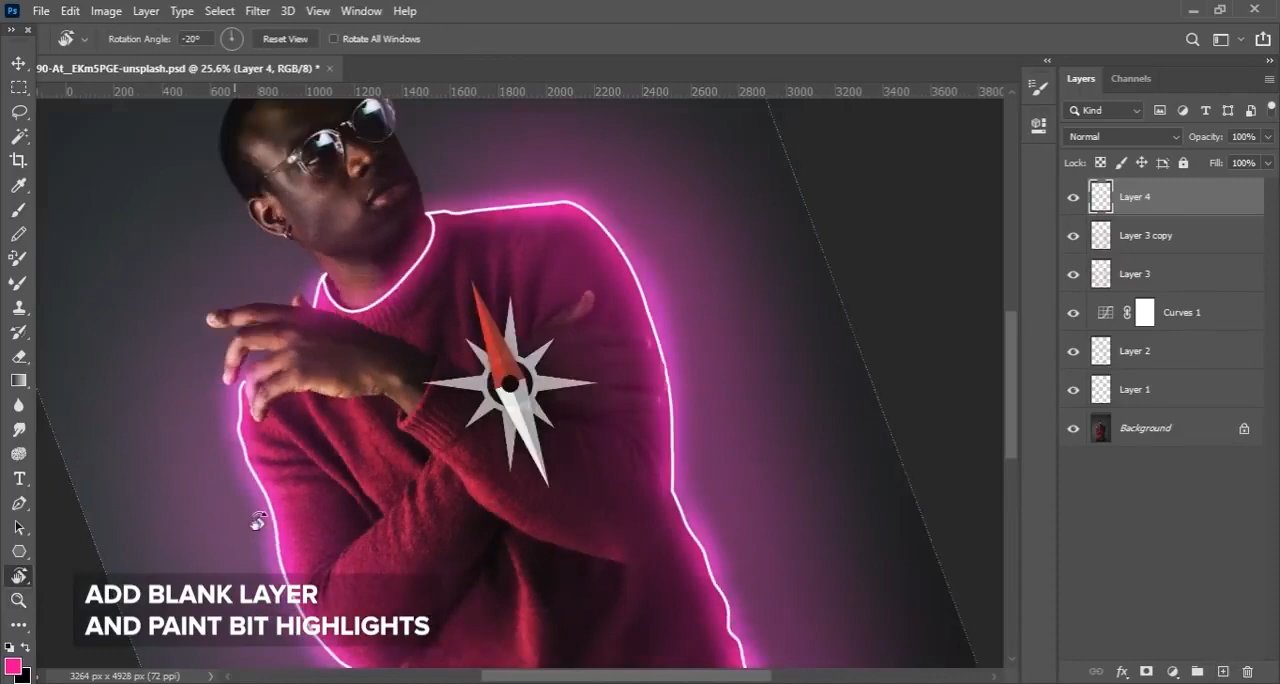 Ps File Edit Image Layer Type Select Filter 3D View Window Help
Rotation Angle: -20° Reset View Rotate All Windows
90-At__EKm5PGE-unsplash.psd @ 25.6% (Layer 4, RGB/8) * ×
0 200 400 600 800 1000 1200 1400 1600 1800 2000 2200 2400 2600 2800 3000 3200 3400 3600 3800
Layers Channels
Kind
Normal Opacity: 100%
Lock: Fill: 100%
Layer 4
Layer 3 copy
Layer 3
Curves 1
Layer 2
Layer 1
Background
ADD BLANK LAYER
AND PAINT BIT HIGHLIGHTS
3264 px x 4928 px (72 ppi)